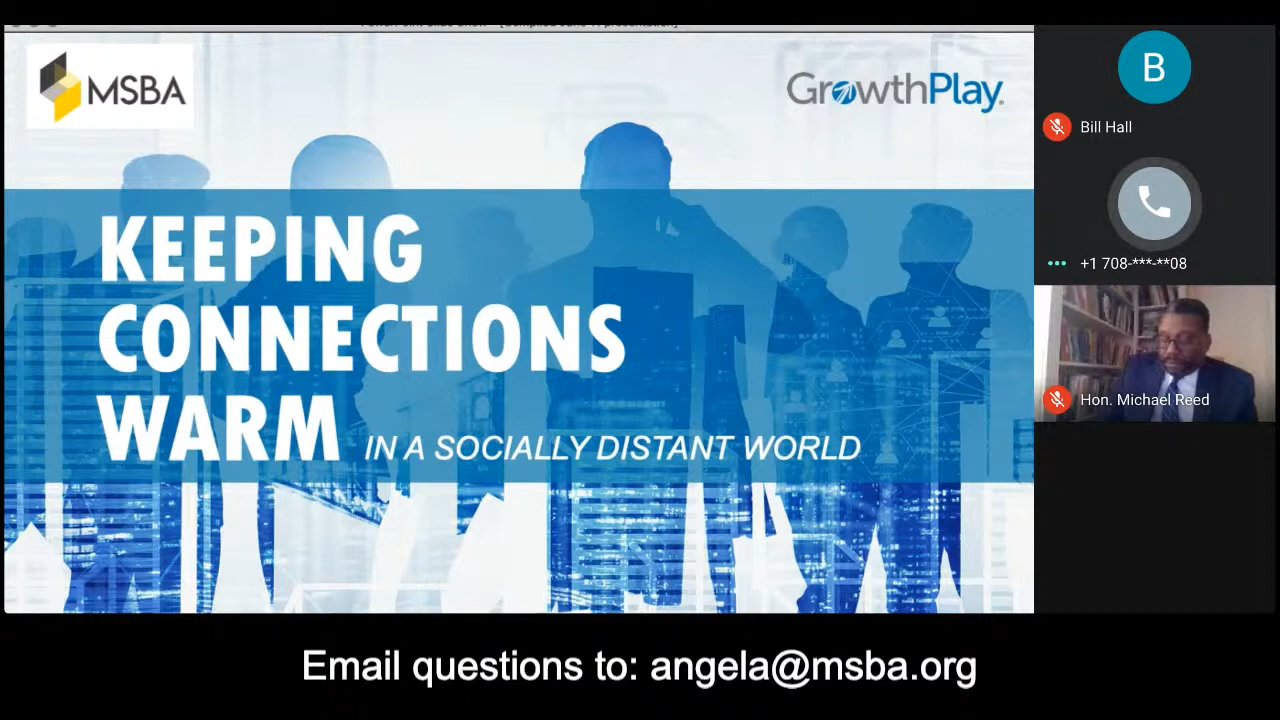 MSBA
GrowthPlay
KEEPING
CONNECTIONS
WARM IN A SOCIALLY DISTANT WORLD
B
Bill Hall
+1 708-***-**08
Hon. Michael Reed
Email questions to: angela@msba.org